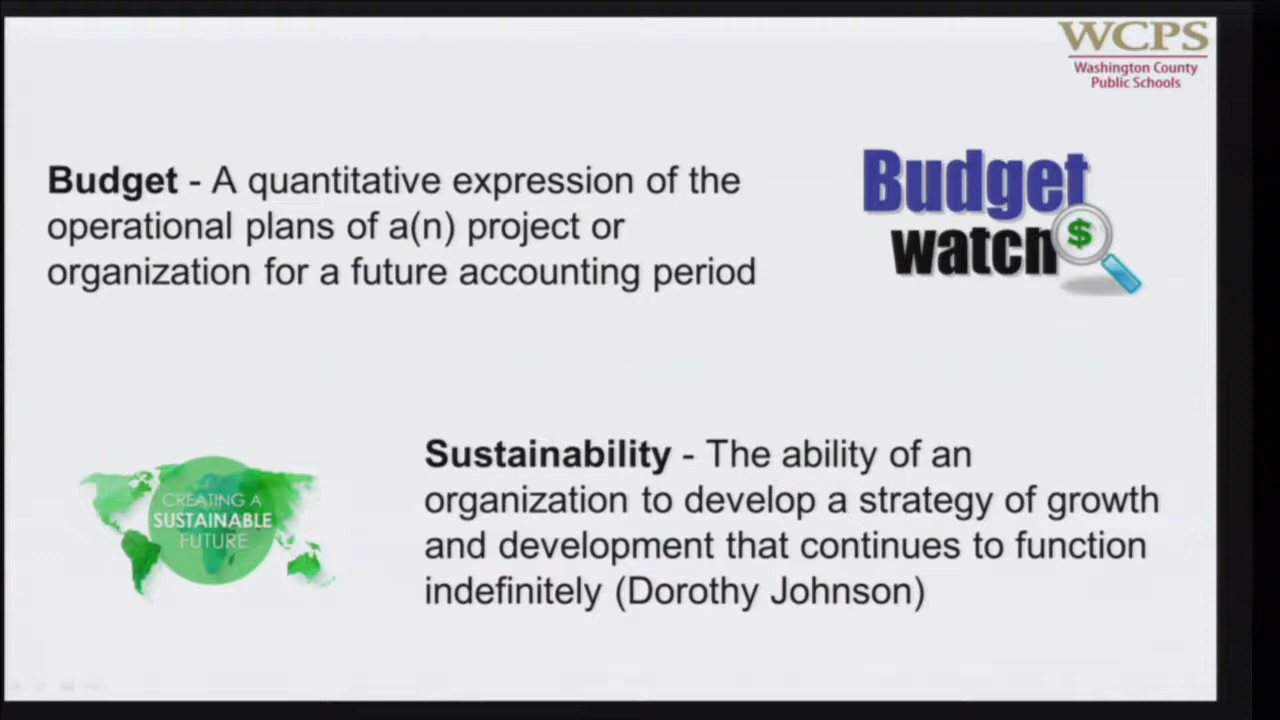 WCPS
Washington County
Public Schools
Budget - A quantitative expression of the
operational plans of a(n) project or
organization for a future accounting period
Budget
watch
$
CREATING A
SUSTAINABLE
FUTURE
Sustainability - The ability of an
organization to develop a strategy of growth
and development that continues to function
indefinitely (Dorothy Johnson)